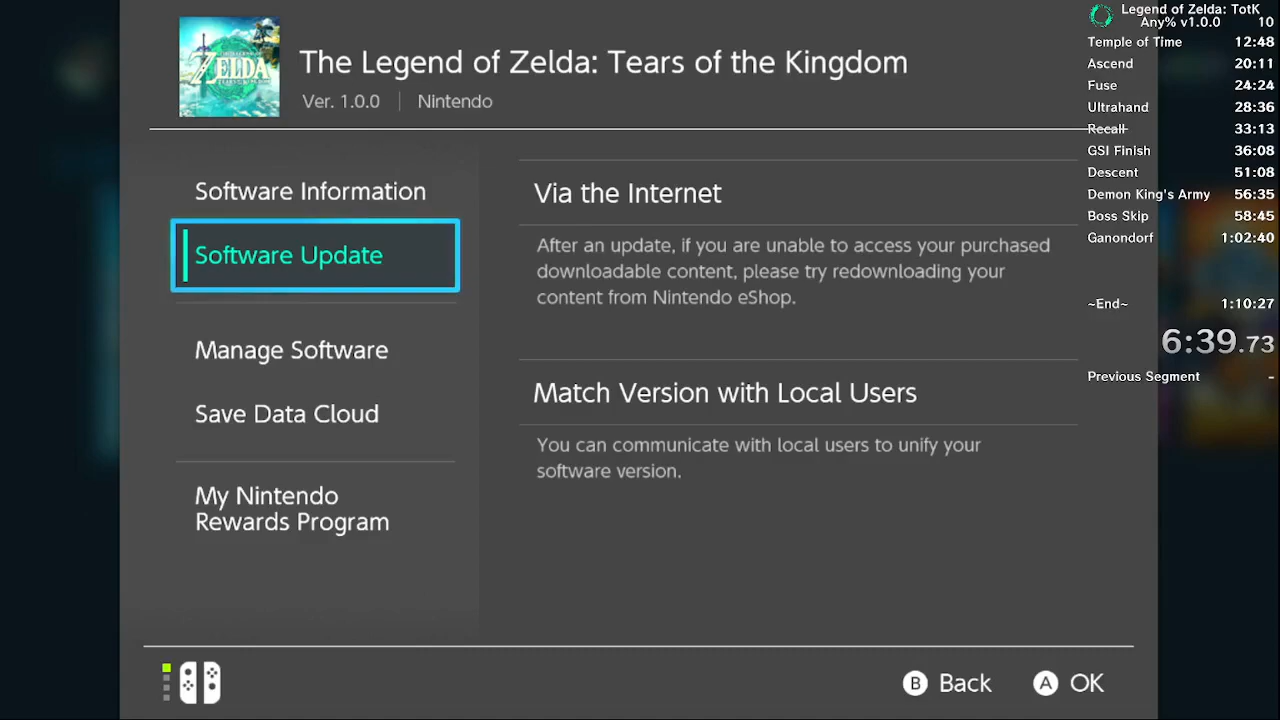 The Legend of Zelda: Tears of the Kingdom
Ver. 1.0.0 | Nintendo
ZELDA
Software Information
Software Update
Manage Software
Save Data Cloud
My Nintendo
Rewards Program
Via the Internet
After an update, if you are unable to access your purchased
downloadable content, please try redownloading your
content from Nintendo eShop.
Match Version with Local Users
You can communicate with local users to unify your
software version.
B Back A OK
Legend of Zelda: TotK
Any% v1.0.0 10
Temple of Time 12:48
Ascend 20:11
Fuse 24:24
Ultrahand 28:36
Recall 33:13
GSI Finish 36:08
Descent 51:08
Demon King's Army 56:35
Boss Skip 58:45
Ganondorf 1:02:40
~End~ 1:10:27
6:39.73
Previous Segment -